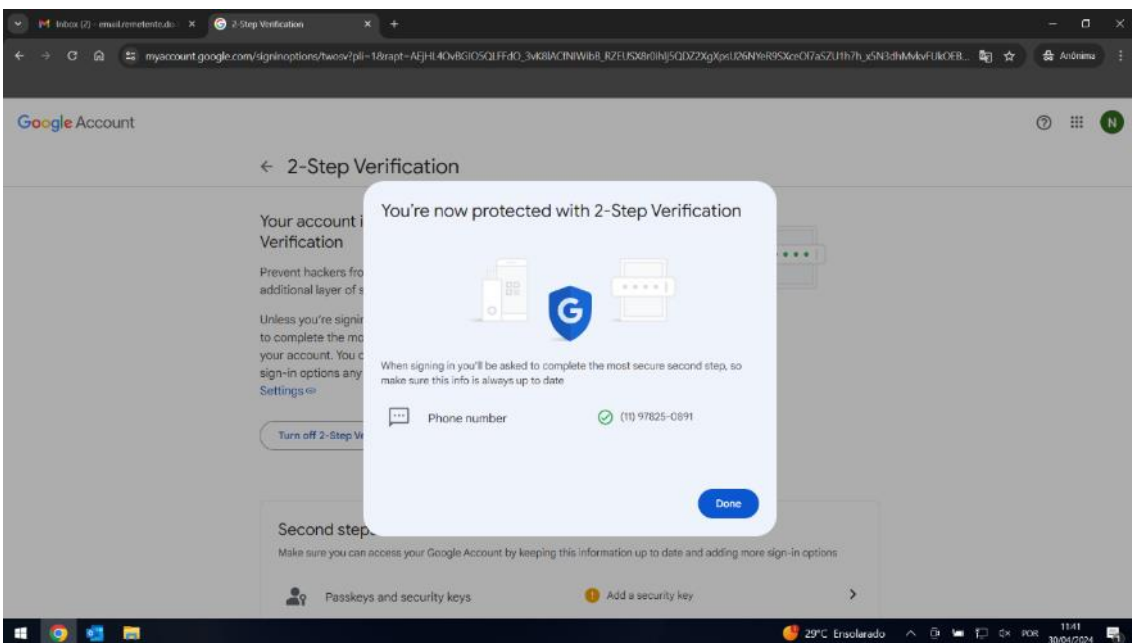 Inbox (2) - email.remetente.do
2-Step Verification
Anônima
Google Account
N
2-Step Verification
You're now protected with 2-Step Verification
Your account i
Verification
Prevent hackers fro
additional layer of s
G
Unless you're signin
to complete the mo
your account. You c
sign-in options any
Settings
When signing in you'll be asked to complete the most secure second step, so
make sure this info is always up to date
Phone number (11) 97825-0891
Turn off 2-Step Ve
Done
Second step
Make sure you can access your Google Account by keeping this information up to date and adding more sign-in options
Passkeys and security keys Add a security key
29°C Ensolarado POR 11:41
30/04/2024